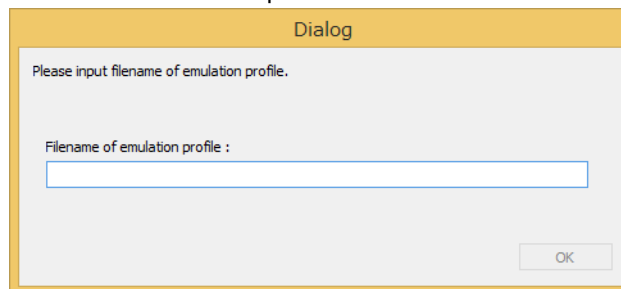 Dialog
Please input filename of emulation profile.
Filename of emulation profile :
OK